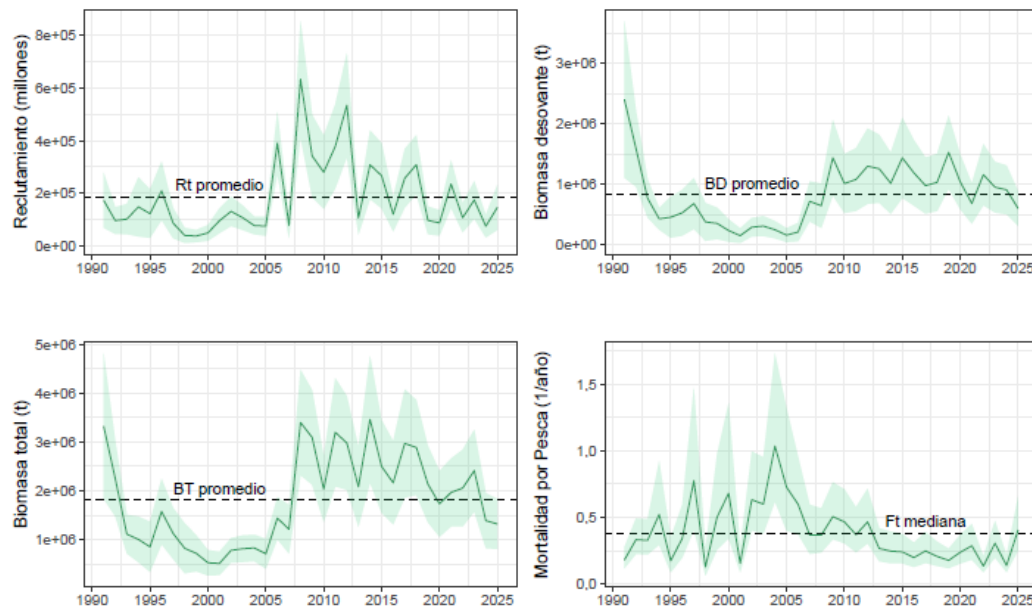 Reclutamiento (millones)
8e+05
6e+05
4e+05
2e+05
0e+00
Rt promedio
1990 1995 2000 2005 2010 2015 2020 2025
Biomasa desovante (t)
3e+06
2e+06
1e+06
0e+00
BD promedio
1990 1995 2000 2005 2010 2015 2020 2025
Biomasa total (t)
5e+06
4e+06
3e+06
2e+06
1e+06
BT promedio
1990 1995 2000 2005 2010 2015 2020 2025
Mortalidad por Pesca (1/año)
1,5
1,0
0,5
0,0
Ft mediana
1990 1995 2000 2005 2010 2015 2020 2025